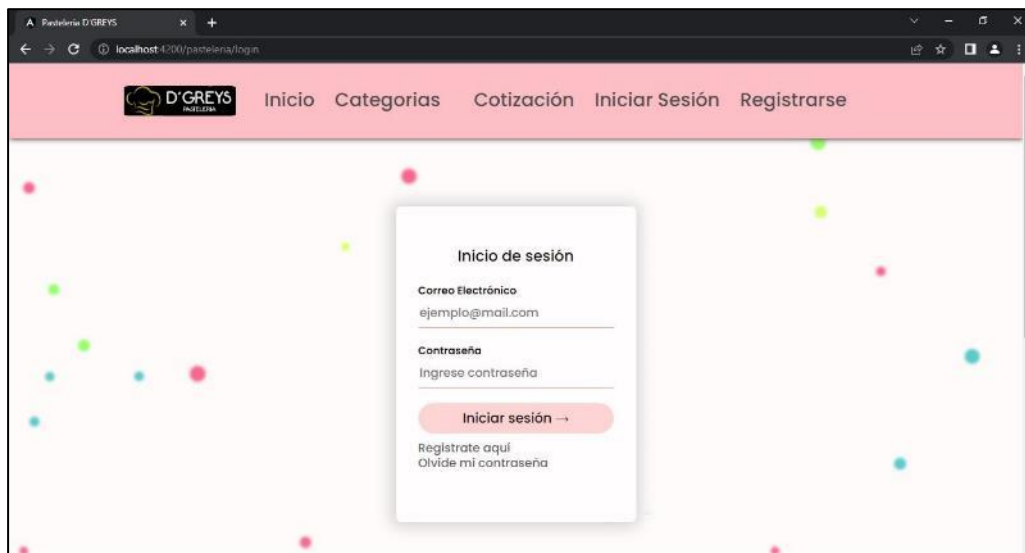 Pasteleria D'GREYS
localhost:4200/pasteleria/login
D'GREYS
PASTELERIA
Inicio Categorias Cotización Iniciar Sesión Registrarse
Inicio de sesión
Correo Electrónico
ejemplo@mail.com
Contraseña
Ingrese contraseña
Iniciar sesión →
Registrate aquí
Olvide mi contraseña